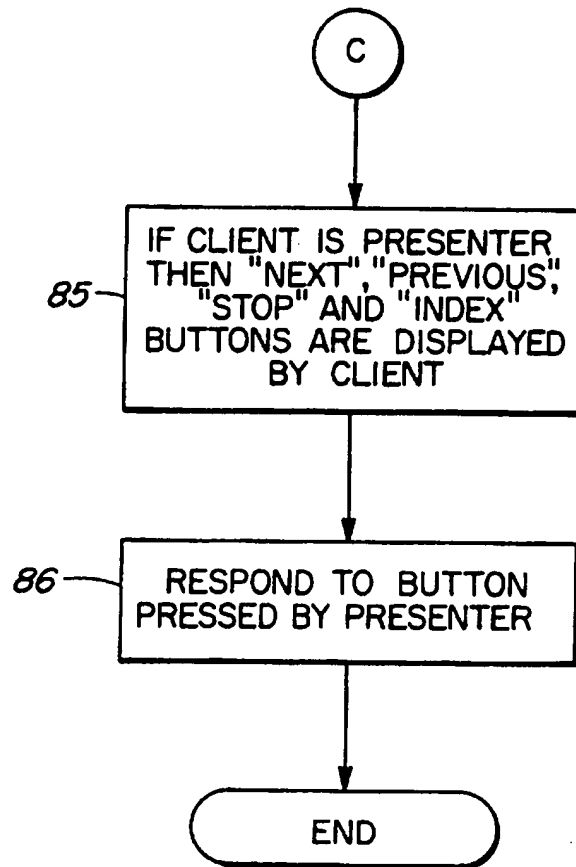 C
85
IF CLIENT IS PRESENTER
THEN "NEXT", "PREVIOUS",
"STOP" AND "INDEX"
BUTTONS ARE DISPLAYED
BY CLIENT
86
RESPOND TO BUTTON
PRESSED BY PRESENTER
END